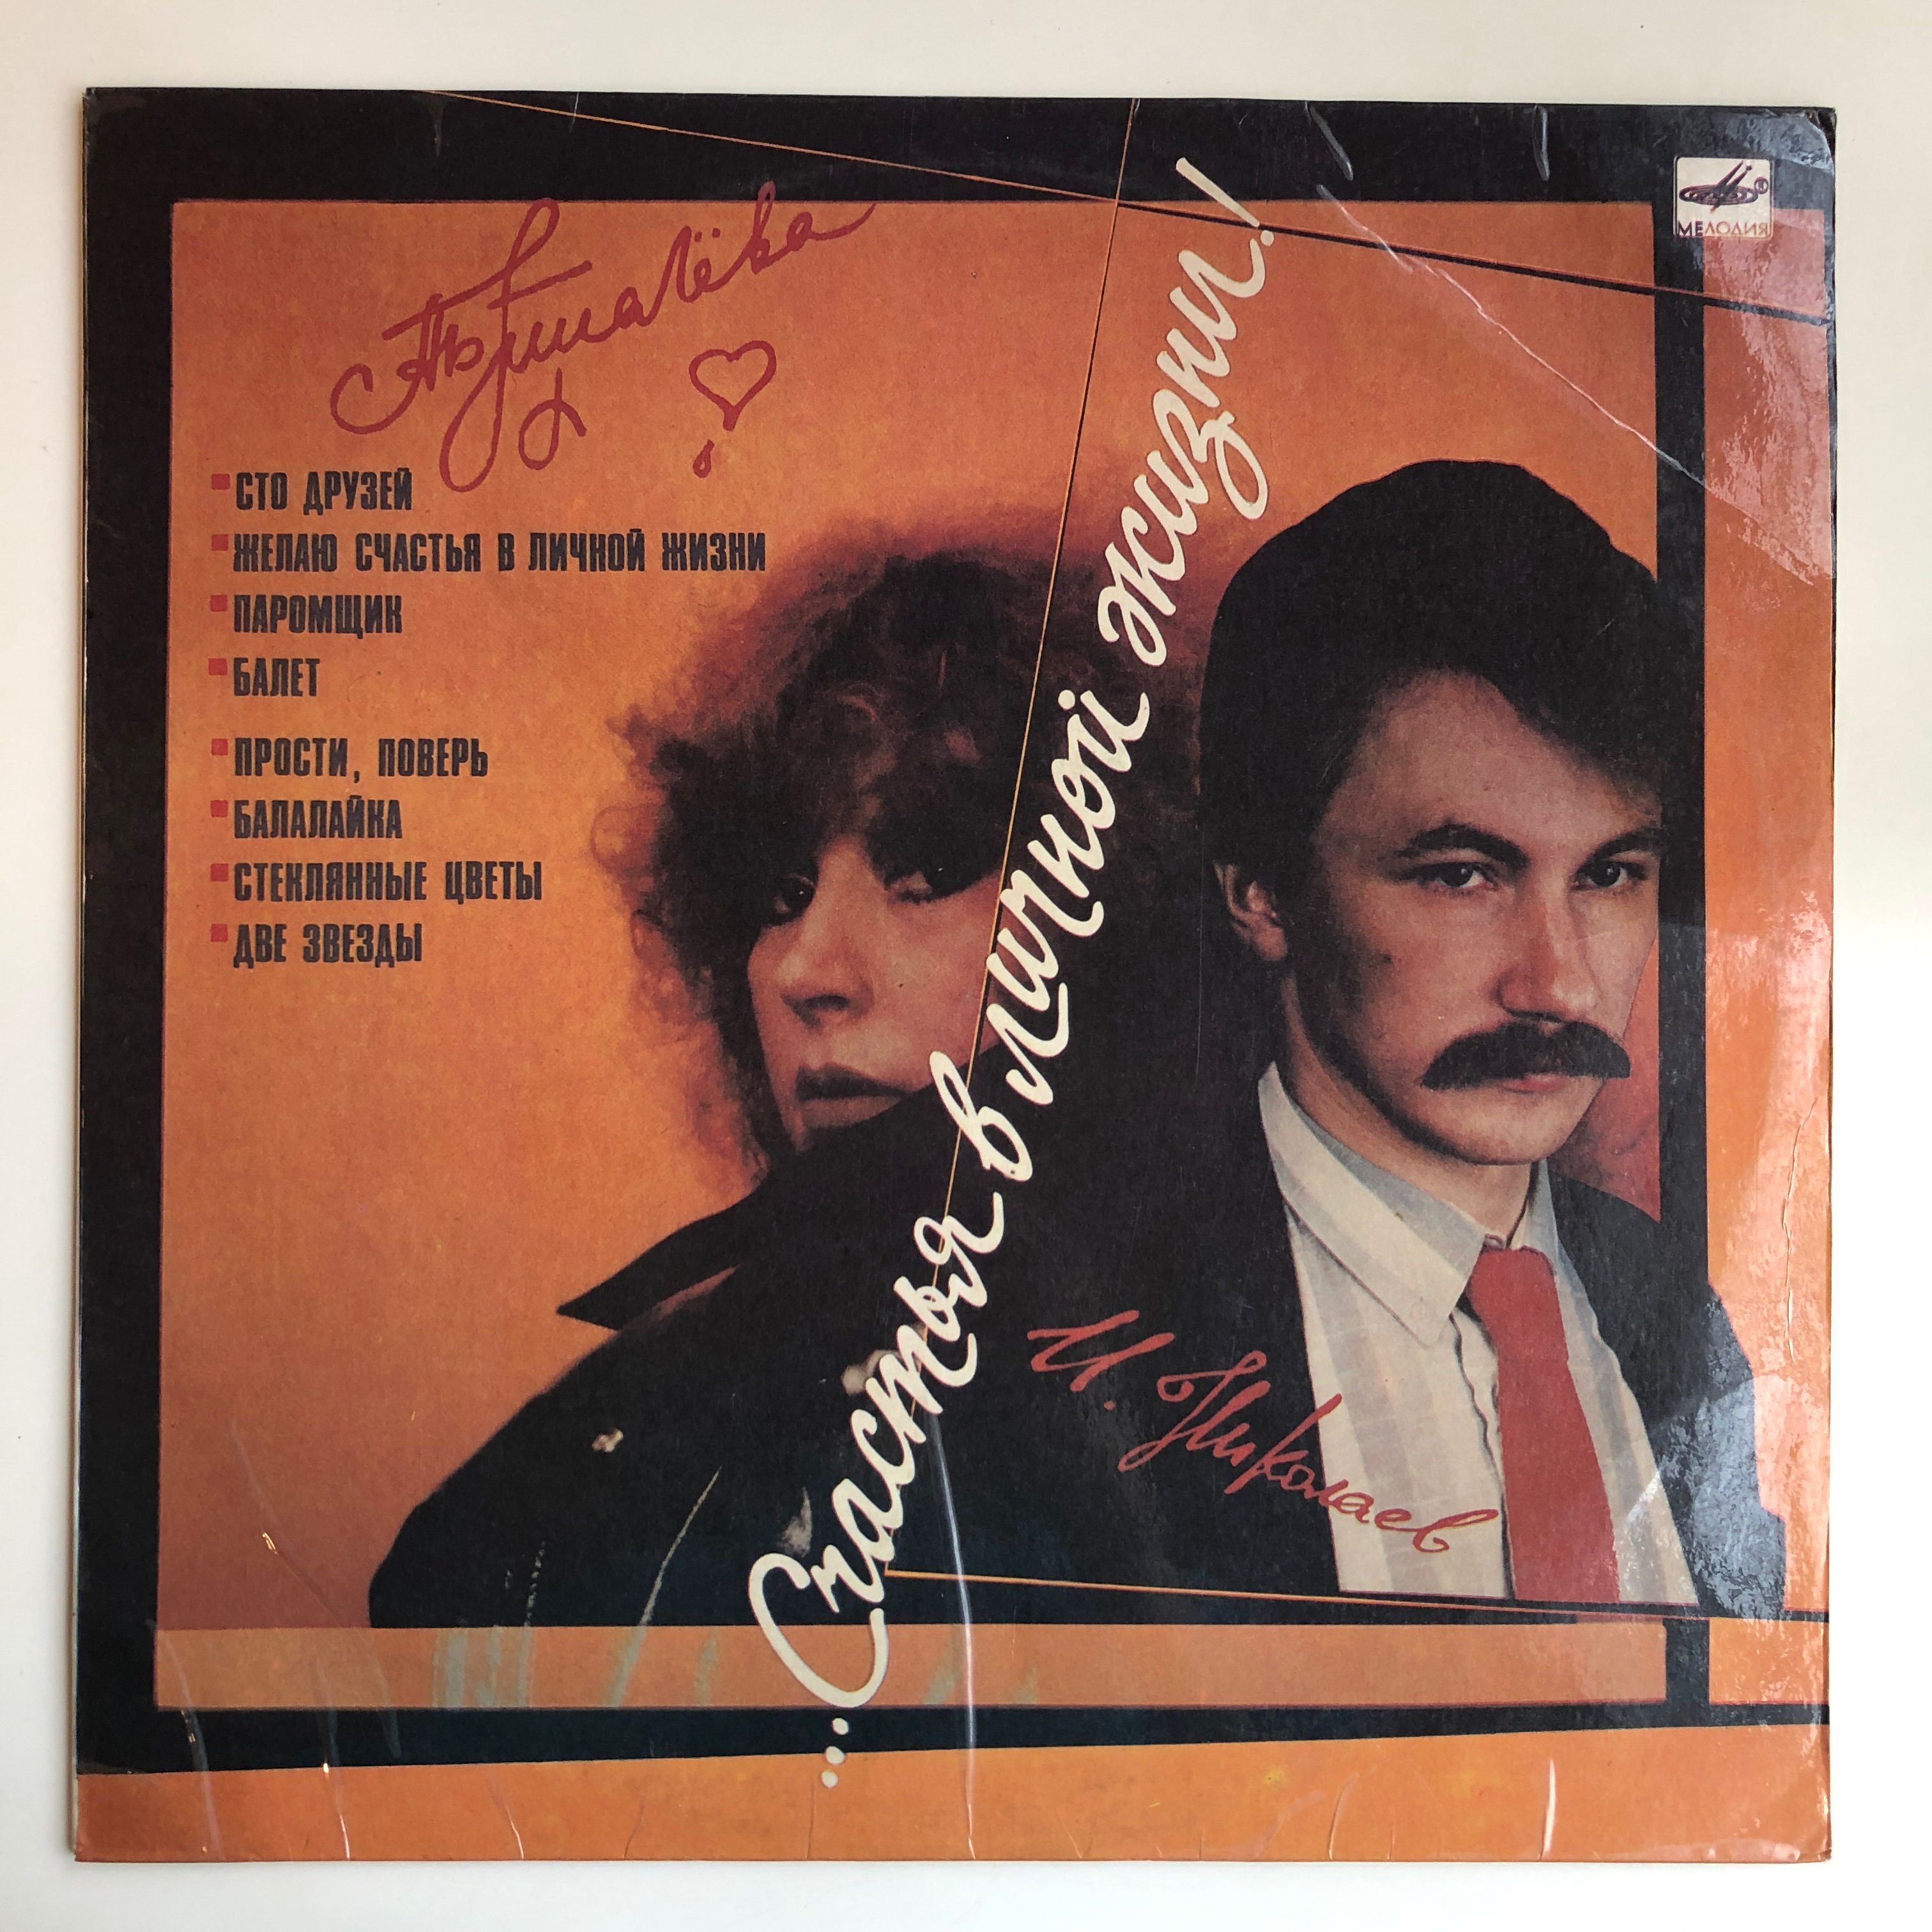 МЕЛОДИЯ
А. Пугачёва
СТО ДРУЗЕЙ
ЖЕЛАЮ СЧАСТЬЯ В ЛИЧНОЙ ЖИЗНИ
ПАРОМЩИК
БАЛЕТ
ПРОСТИ, ПОВЕРЬ
БАЛАЛАЙКА
СТЕКЛЯННЫЕ ЦВЕТЫ
ДВЕ ЗВЕЗДЫ
...Счастья в личной жизни!
И. Николаев